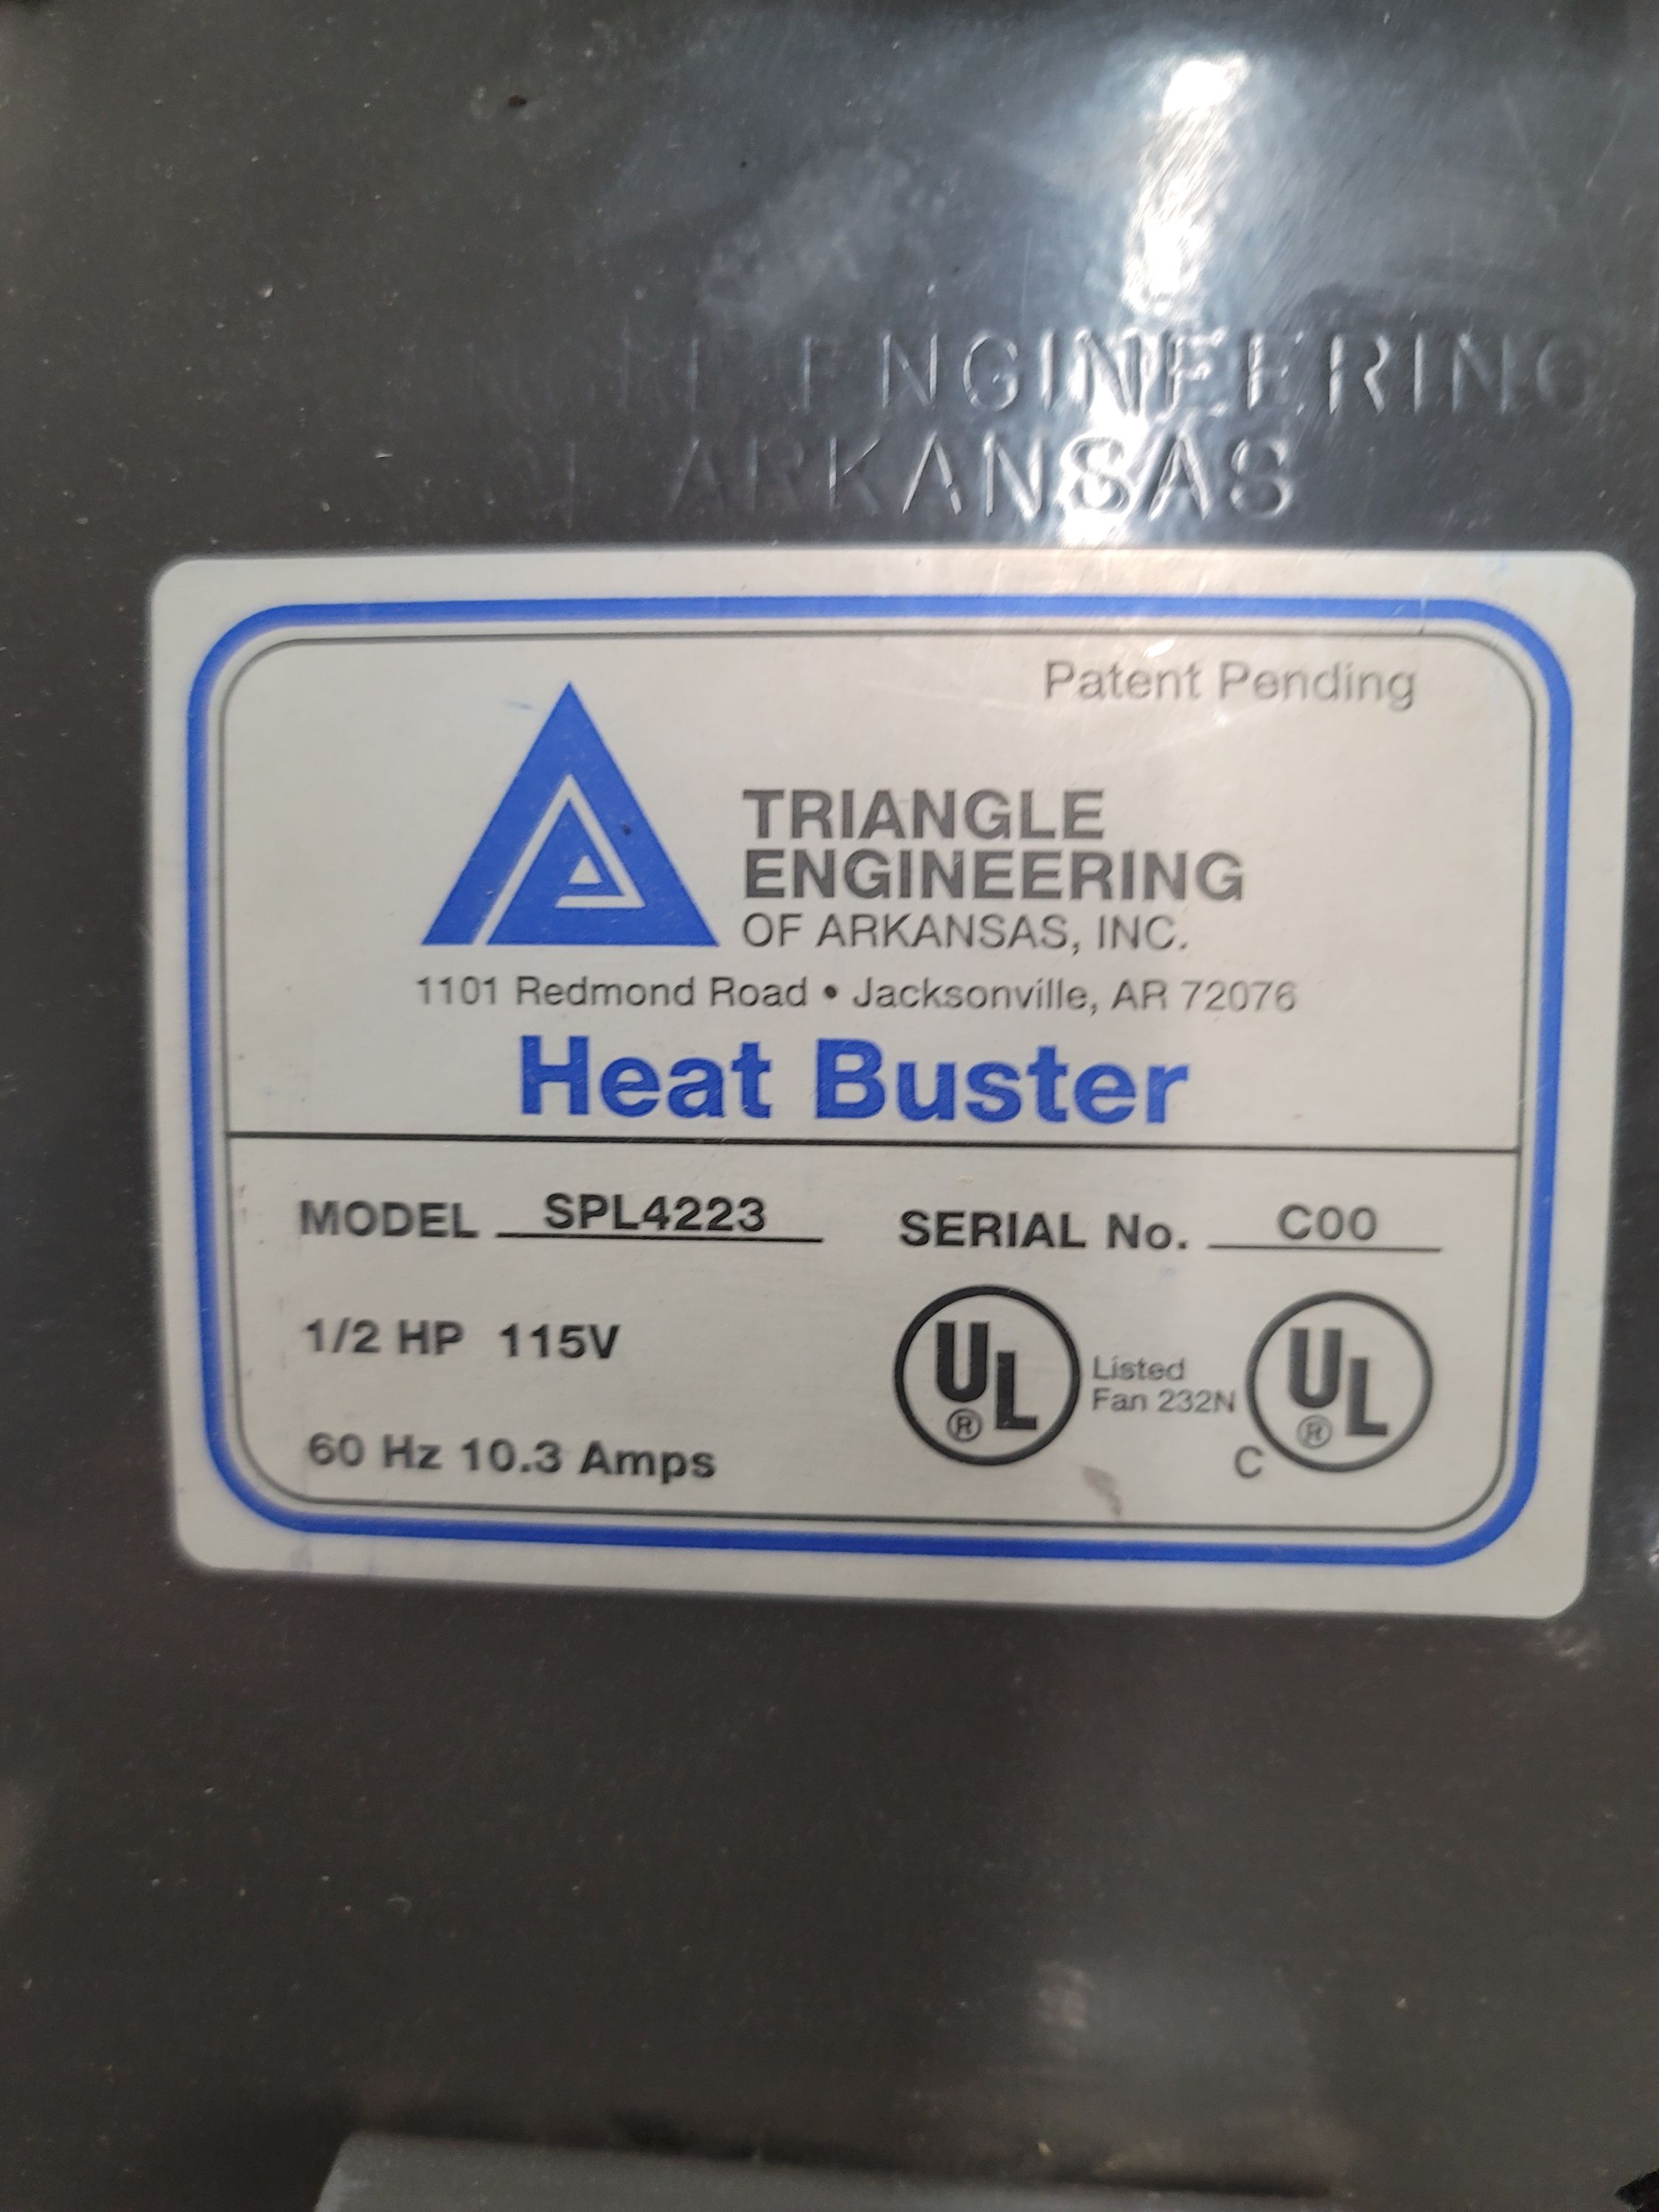 ENGINEERING
ARKANSAS
Patent Pending
TRIANGLE
ENGINEERING
OF ARKANSAS, INC.
1101 Redmond Road • Jacksonville, AR 72076
Heat Buster
MODEL SPL4223 SERIAL No. C00
1/2 HP 115V
60 Hz 10.3 Amps
UL ® Listed
Fan 232N
C UL ®